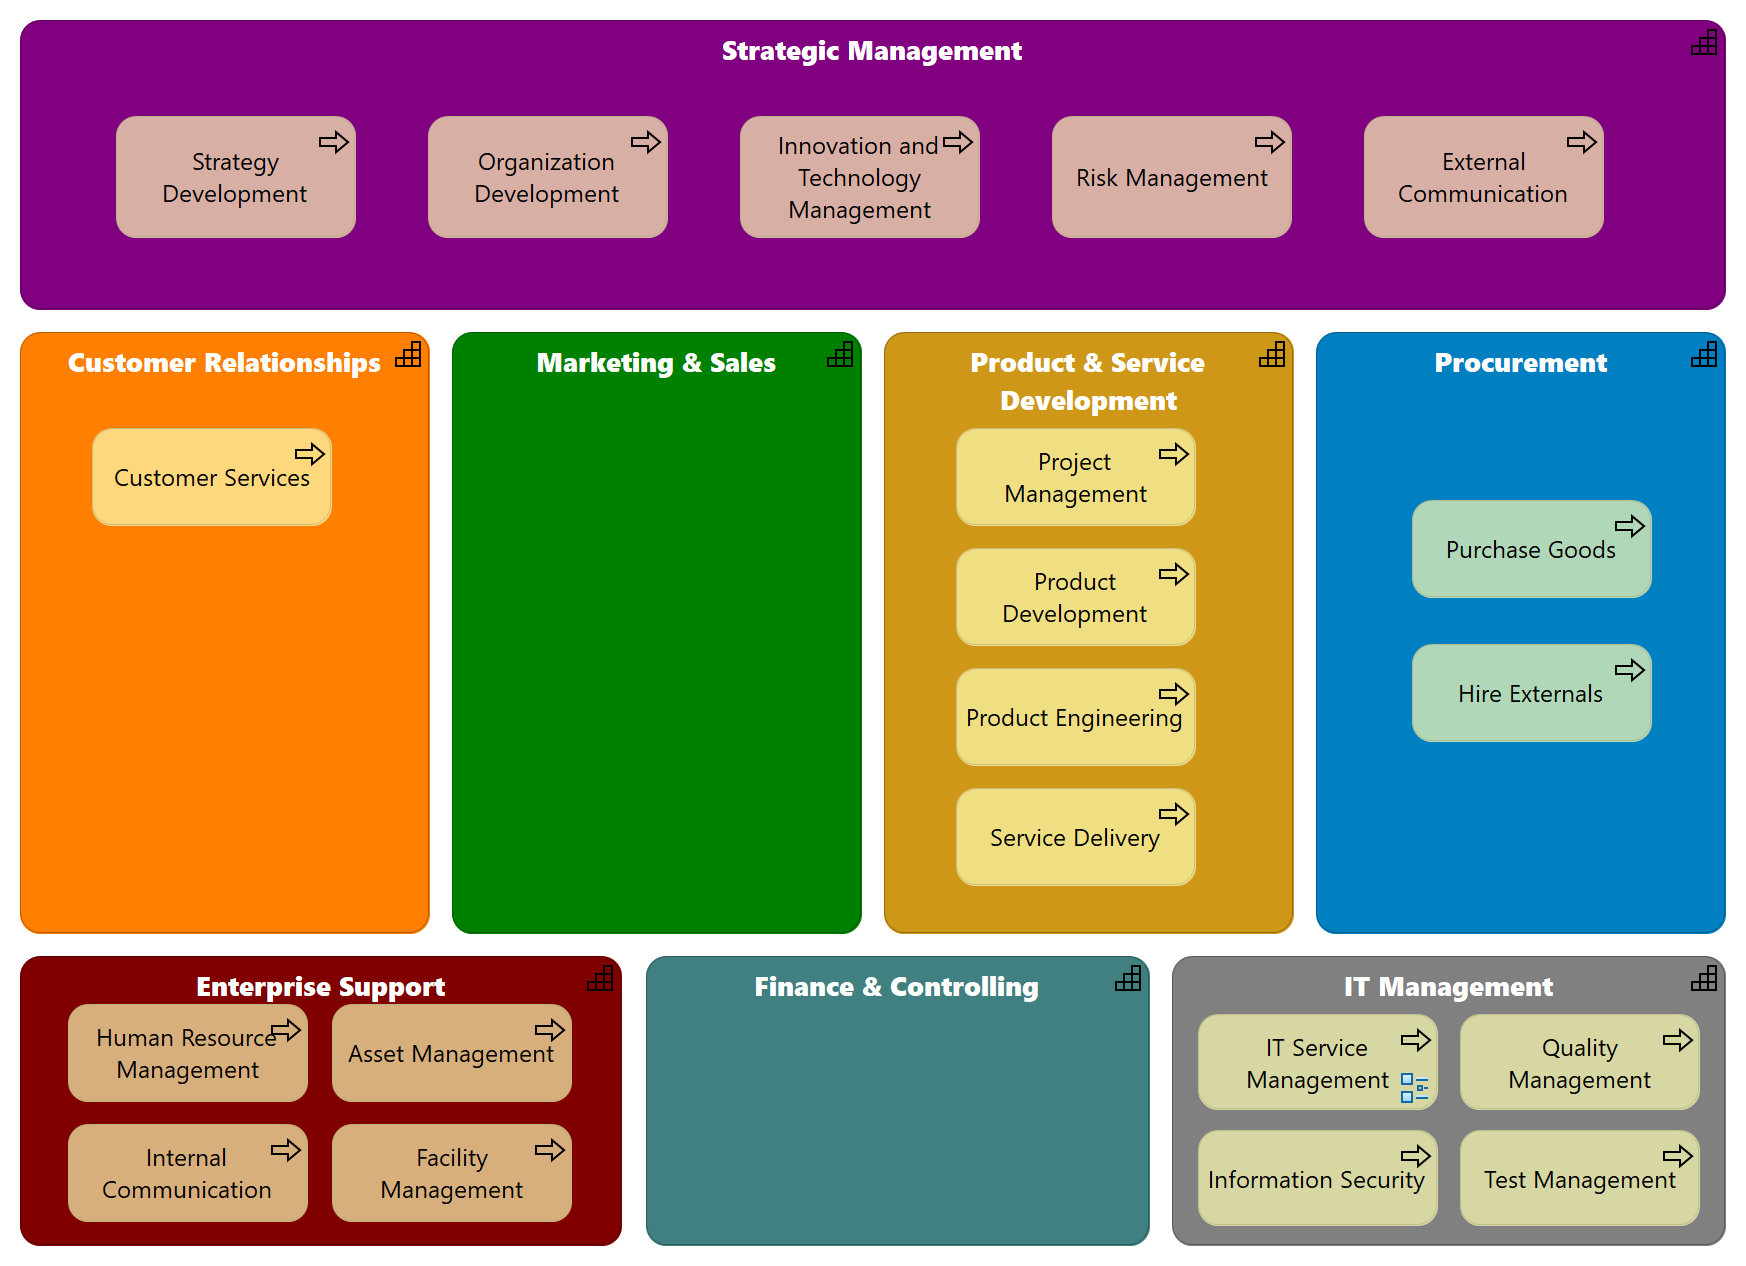 Strategic Management
Strategy
Development
Organization
Development
Innovation and
Technology
Management
Risk Management
External
Communication
Customer Relationships
Customer Services
Marketing & Sales
Product & Service
Development
Project
Management
Product
Development
Product Engineering
Service Delivery
Procurement
Purchase Goods
Hire Externals
Enterprise Support
Human Resource
Management
Asset Management
Internal
Communication
Facility
Management
Finance & Controlling
IT Management
IT Service
Management
Quality
Management
Information Security
Test Management